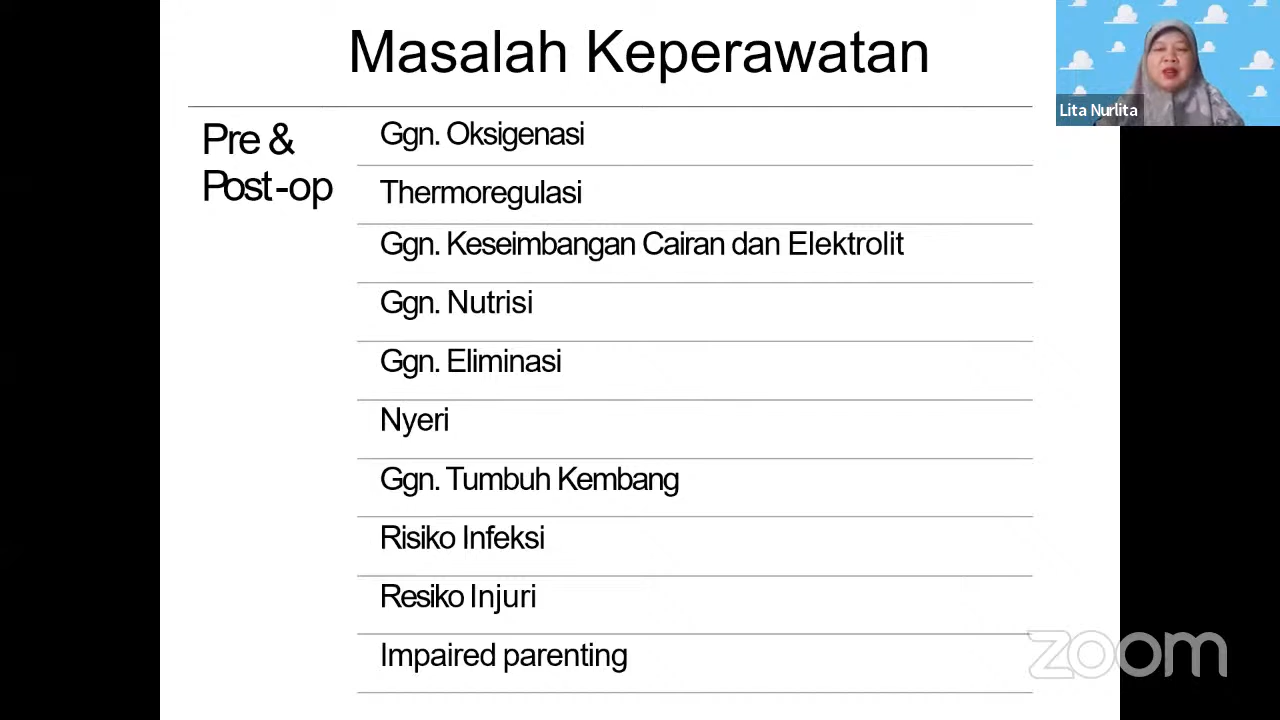 Masalah Keperawatan
Lita Nurlita
Pre &
Post-op
Ggn. Oksigenasi
Thermoregulasi
Ggn. Keseimbangan Cairan dan Elektrolit
Ggn. Nutrisi
Ggn. Eliminasi
Nyeri
Ggn. Tumbuh Kembang
Risiko Infeksi
Resiko Injuri
Impaired parenting
zoom